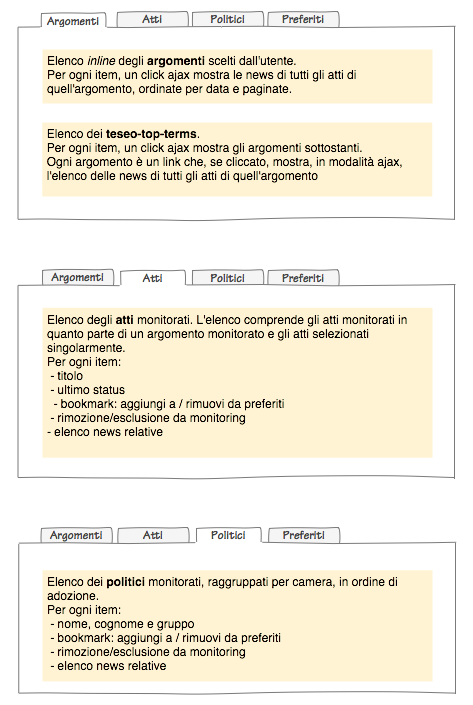 Argomenti Atti Politici Preferiti
Elenco inline degli argomenti scelti dall'utente.
Per ogni item, un click ajax mostra le news di tutti gli atti di
quell'argomento, ordinate per data e paginate.
Elenco dei teseo-top-terms.
Per ogni item, un click ajax mostra gli argomenti sottostanti.
Ogni argomento è un link che, se cliccato, mostra, in modalità ajax,
l'elenco delle news di tutti gli atti di quell'argomento
Argomenti Atti Politici Preferiti
Elenco degli atti monitorati. L'elenco comprende gli atti monitorati in
quanto parte di un argomento monitorato e gli atti selezionati
singolarmente.
Per ogni item:
- titolo
- ultimo status
- bookmark: aggiungi a / rimuovi da preferiti
- rimozione/esclusione da monitoring
- elenco news relative
Argomenti Atti Politici Preferiti
Elenco dei politici monitorati, raggruppati per camera, in ordine di
adozione.
Per ogni item:
- nome, cognome e gruppo
- bookmark: aggiungi a / rimuovi da preferiti
- rimozione/esclusione da monitoring
- elenco news relative